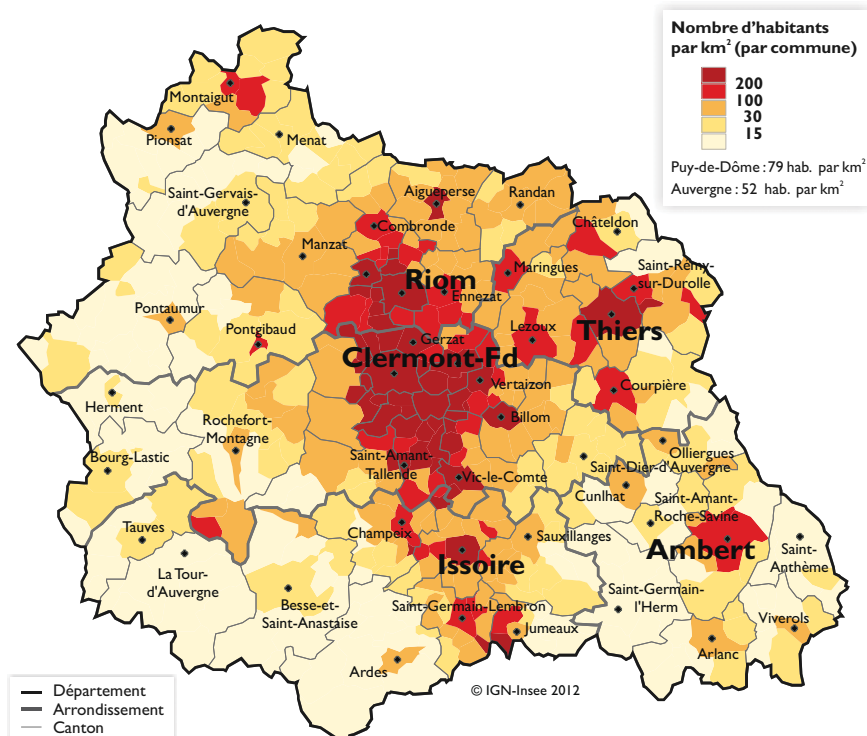 Nombre d'habitants
par km² (par commune)
200
100
30
15
Puy-de-Dôme : 79 hab. par km²
Auvergne : 52 hab. par km²
Montaigut
Pionsat
Menat
Saint-Gervais-
d'Auvergne
Aigueperse
Randan
Combronde
Châteldon
Manzat
Riom
Maringues
Saint-Rémy-
sur-Durolle
Ennezat
Pontaumur
Pontgibaud
Gerzat
Lezoux
Thiers
Clermont-Fd
Vertaizon
Courpière
Herment
Rochefort-
Montagne
Billom
Bourg-Lastic
Saint-Amant-
Tallende
Olliergues
Saint-Dier-d'Auvergne
Vic-le-Comte
Cunlhat
Saint-Amant-
Roche-Savine
Tauves
Champeix
Sauxillanges
Ambert
Saint-
Anthème
La Tour-
d'Auvergne
Issoire
Besse-et-
Saint-Anastaise
Saint-Germain-
l'Herm
Saint-Germain-Lembron
Jumeaux
Viverols
Arlanc
Ardes
© IGN-Insee 2012
Département
Arrondissement
Canton